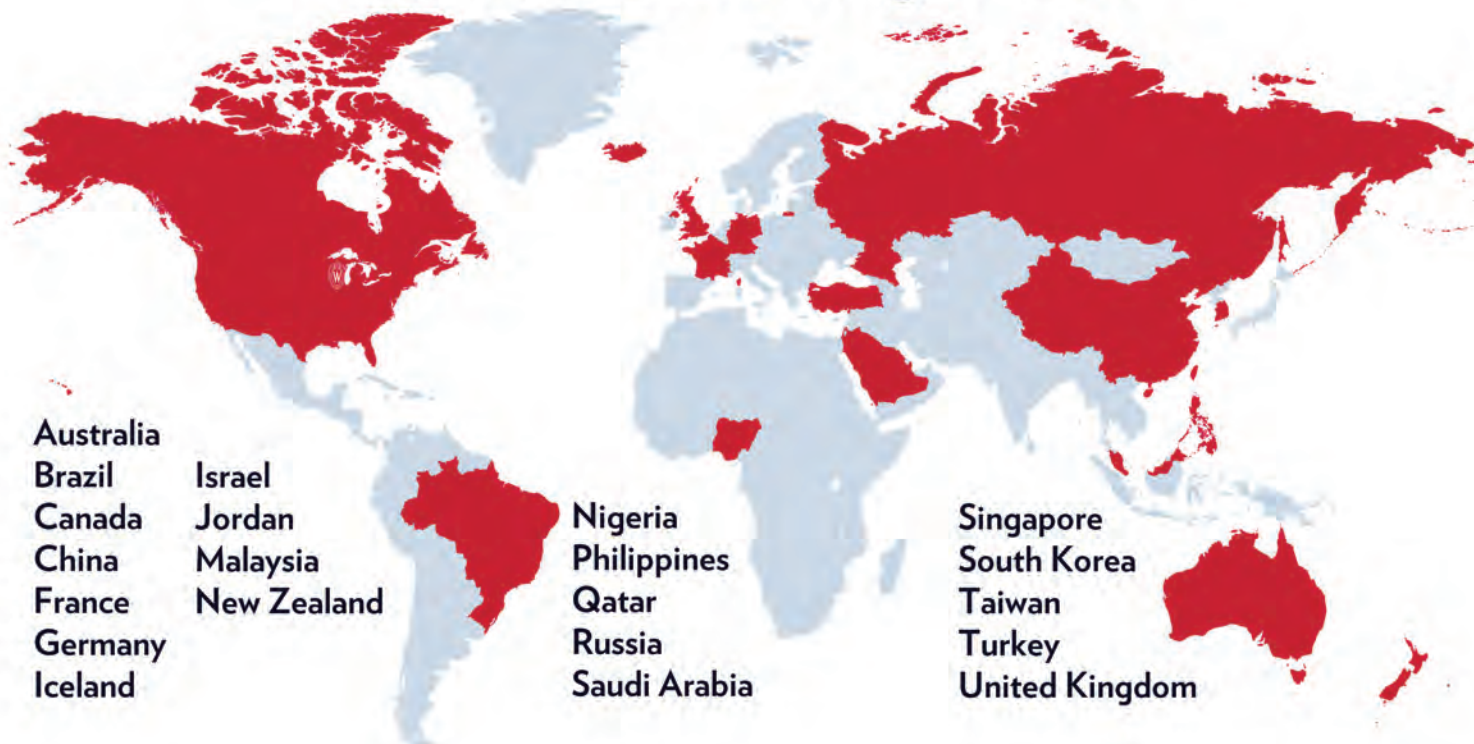 W
Australia
Brazil
Canada
China
France
Germany
Iceland
Israel
Jordan
Malaysia
New Zealand
Nigeria
Philippines
Qatar
Russia
Saudi Arabia
Singapore
South Korea
Taiwan
Turkey
United Kingdom